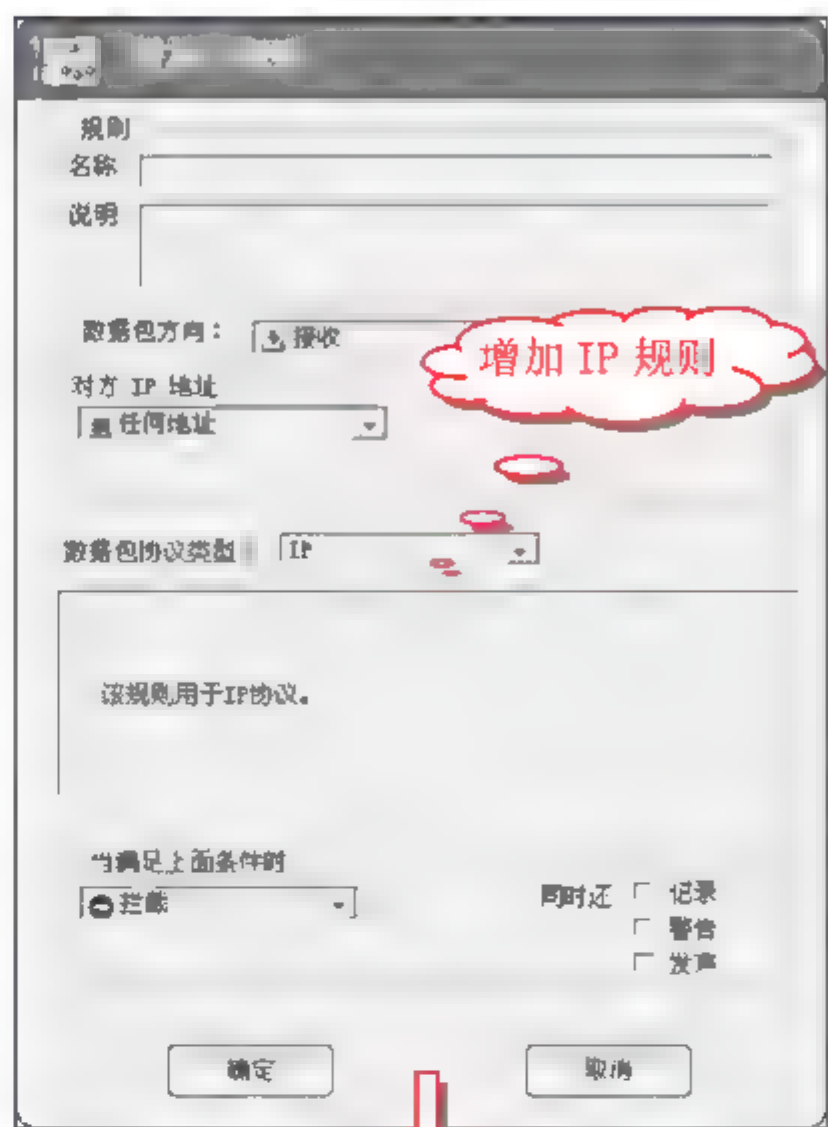 规则
名称
说明
数据包方向： 接收
增加 IP 规则
对方 IP 地址
任何地址
数据包协议类型 IP
该规则用于IP协议。
当满足上面条件时
拦截
同时还 记录
警告
发声
确定 取消